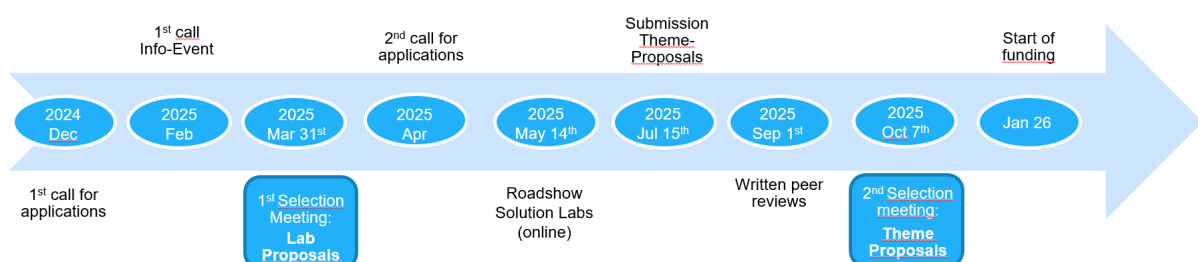 1st call
Info-Event
2nd call for
applications
Submission
Theme-
Proposals
Start of
funding
2024
Dec
2025
Feb
2025
Mar 31st
2025
Apr
2025
May 14th
2025
Jul 15th
2025
Sep 1st
2025
Oct 7th
Jan 26
1st call for
applications
1st Selection
Meeting:
Lab
Proposals
Roadshow
Solution Labs
(online)
Written peer
reviews
2nd Selection
meeting:
Theme
Proposals